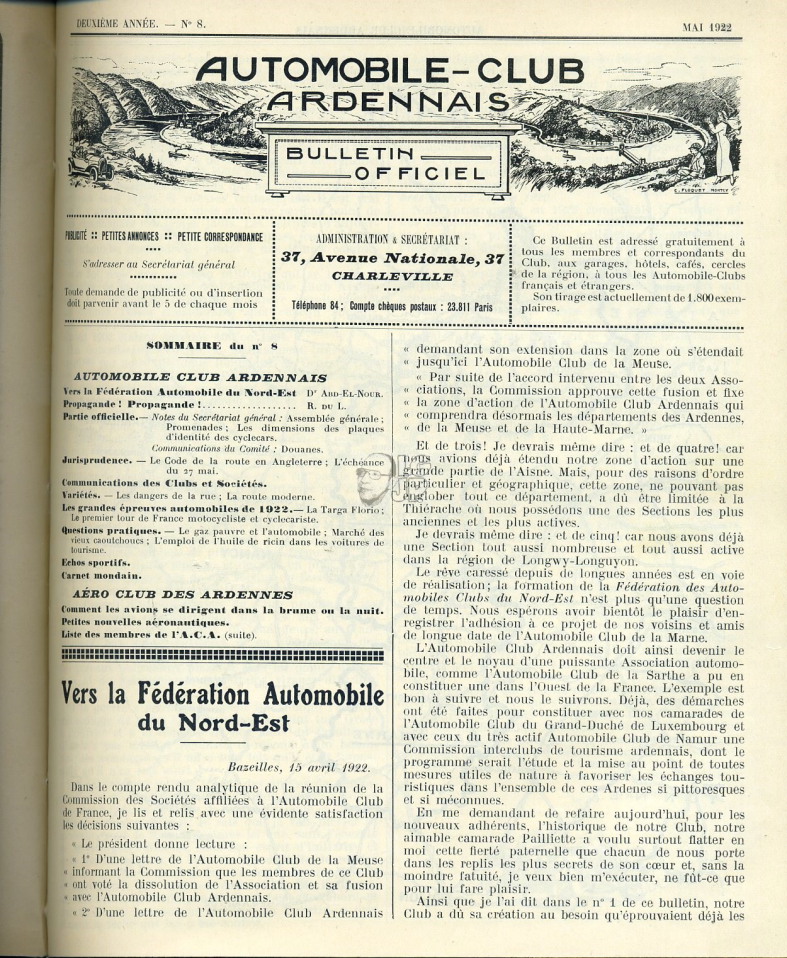 DEUXIÈME ANNÉE. — N° 8.
MAI 1922
AUTOMOBILE-CLUB
ARDENNAIS
BULLETIN
OFFICIEL
PUBLICITÉ :: PETITES ANNONCES :: PETITE CORRESPONDANCE
S'adresser au Secrétariat général
Toute demande de publicité ou d'insertion
doit parvenir avant le 5 de chaque mois
ADMINISTRATION & SECRÉTARIAT :
37, Avenue Nationale, 37
CHARLEVILLE
Téléphone 84 ; Compte chèques postaux : 23.811 Paris
Ce Bulletin est adressé gratuitement à
tous les membres et correspondants du
Club, aux garages, hôtels, cafés, cercles
de la région, à tous les Automobile-Clubs
français et étrangers.
Son tirage est actuellement de 1.800 exem-
plaires.
SOMMAIRE du n° 8
AUTOMOBILE CLUB ARDENNAIS
Vers la Fédération Automobile du Nord-Est Dr ABD-EL-NOUR.
Propagande ! Propagande !................... R. DU L.
Partie officielle. — Notes du Secrétaire général : Assemblée générale ;
Promenades ; Les dimensions des plaques
d'identité des cyclecars.
Communications du Comité : Douanes.
Jurisprudence. — Le Code de la route en Angleterre ; L'échéance
du 27 mai.
Communications des Clubs et Sociétés.
Variétés. — Les dangers de la rue ; La route moderne.
Les grandes épreuves automobiles de 1922. — La Targa Florio ;
Le premier tour de France motocycliste et cyclecariste.
Questions pratiques. — Le gaz pauvre et l'automobile ; Marché des
vieux caoutchoucs ; L'emploi de l'huile de ricin dans les voitures de
tourisme.
Echos sportifs.
Carnet mondain.
AÉRO CLUB DES ARDENNES
Comment les avions se dirigent dans la brume ou la nuit.
Petites nouvelles aéronautiques.
Liste des membres de l'A.C.A. (suite).
Vers la Fédération Automobile
du Nord-Est
Bazeilles, 15 avril 1922.
Dans le compte rendu analytique de la réunion de la
Commission des Sociétés affiliées à l'Automobile Club
de France, je lis et relis avec une évidente satisfaction
les décisions suivantes :
« Le président donne lecture :
« 1° D'une lettre de l'Automobile Club de la Meuse
« informant la Commission que les membres de ce Club
« ont voté la dissolution de l'Association et sa fusion
« avec l'Automobile Club Ardennais.
« 2° D'une lettre de l'Automobile Club Ardennais
« demandant son extension dans la zone où s'étendait
« jusqu'ici l'Automobile Club de la Meuse.
« Par suite de l'accord intervenu entre les deux Asso-
« ciations, la Commission approuve cette fusion et fixe
« la zone d'action de l'Automobile Club Ardennais qui
« comprendra désormais les départements des Ardennes,
« de la Meuse et de la Haute-Marne. »
Et de trois! Je devrais même dire : et de quatre! car
nous avions déjà étendu notre zone d'action sur une
grande partie de l'Aisne. Mais, pour des raisons d'ordre
particulier et géographique, cette zone, ne pouvant pas
englober tout ce département, a dû être limitée à la
Thiérache où nous possédons une des Sections les plus
anciennes et les plus actives.
Je devrais même dire : et de cinq! car nous avons déjà
une Section tout aussi nombreuse et tout aussi active
dans la région de Longwy-Longuyon.
Le rêve caressé depuis de longues années est en voie
de réalisation; la formation de la Fédération des Auto-
mobiles Clubs du Nord-Est n'est plus qu'une question
de temps. Nous espérons avoir bientôt le plaisir d'en-
registrer l'adhésion à ce projet de nos voisins et amis
de longue date de l'Automobile Club de la Marne.
L'Automobile Club Ardennais doit ainsi devenir le
centre et le noyau d'une puissante Association automo-
bile, comme l'Automobile Club de la Sarthe a pu en
constituer une dans l'Ouest de la France. L'exemple est
bon à suivre et nous le suivrons. Déjà, des démarches
ont été faites pour constituer avec nos camarades de
l'Automobile Club du Grand-Duché de Luxembourg et
avec ceux du très actif Automobile Club de Namur une
Commission interclubs de tourisme ardennais, dont le
programme serait l'étude et la mise au point de toutes
mesures utiles de nature à favoriser les échanges tou-
ristiques dans l'ensemble de ces Ardenes si pittoresques
et si méconnues.
En me demandant de refaire aujourd'hui, pour les
nouveaux adhérents, l'historique de notre Club, notre
aimable camarade Pailliette a voulu surtout flatter en
moi cette fierté paternelle que chacun de nous porte
dans les replis les plus secrets de son cœur et, sans la
moindre fatuité, je veux bien m'exécuter, ne fût-ce que
pour lui faire plaisir.
Ainsi que je l'ai dit dans le n° 1 de ce bulletin, notre
Club a dû sa création au besoin qu'éprouvaient déjà les